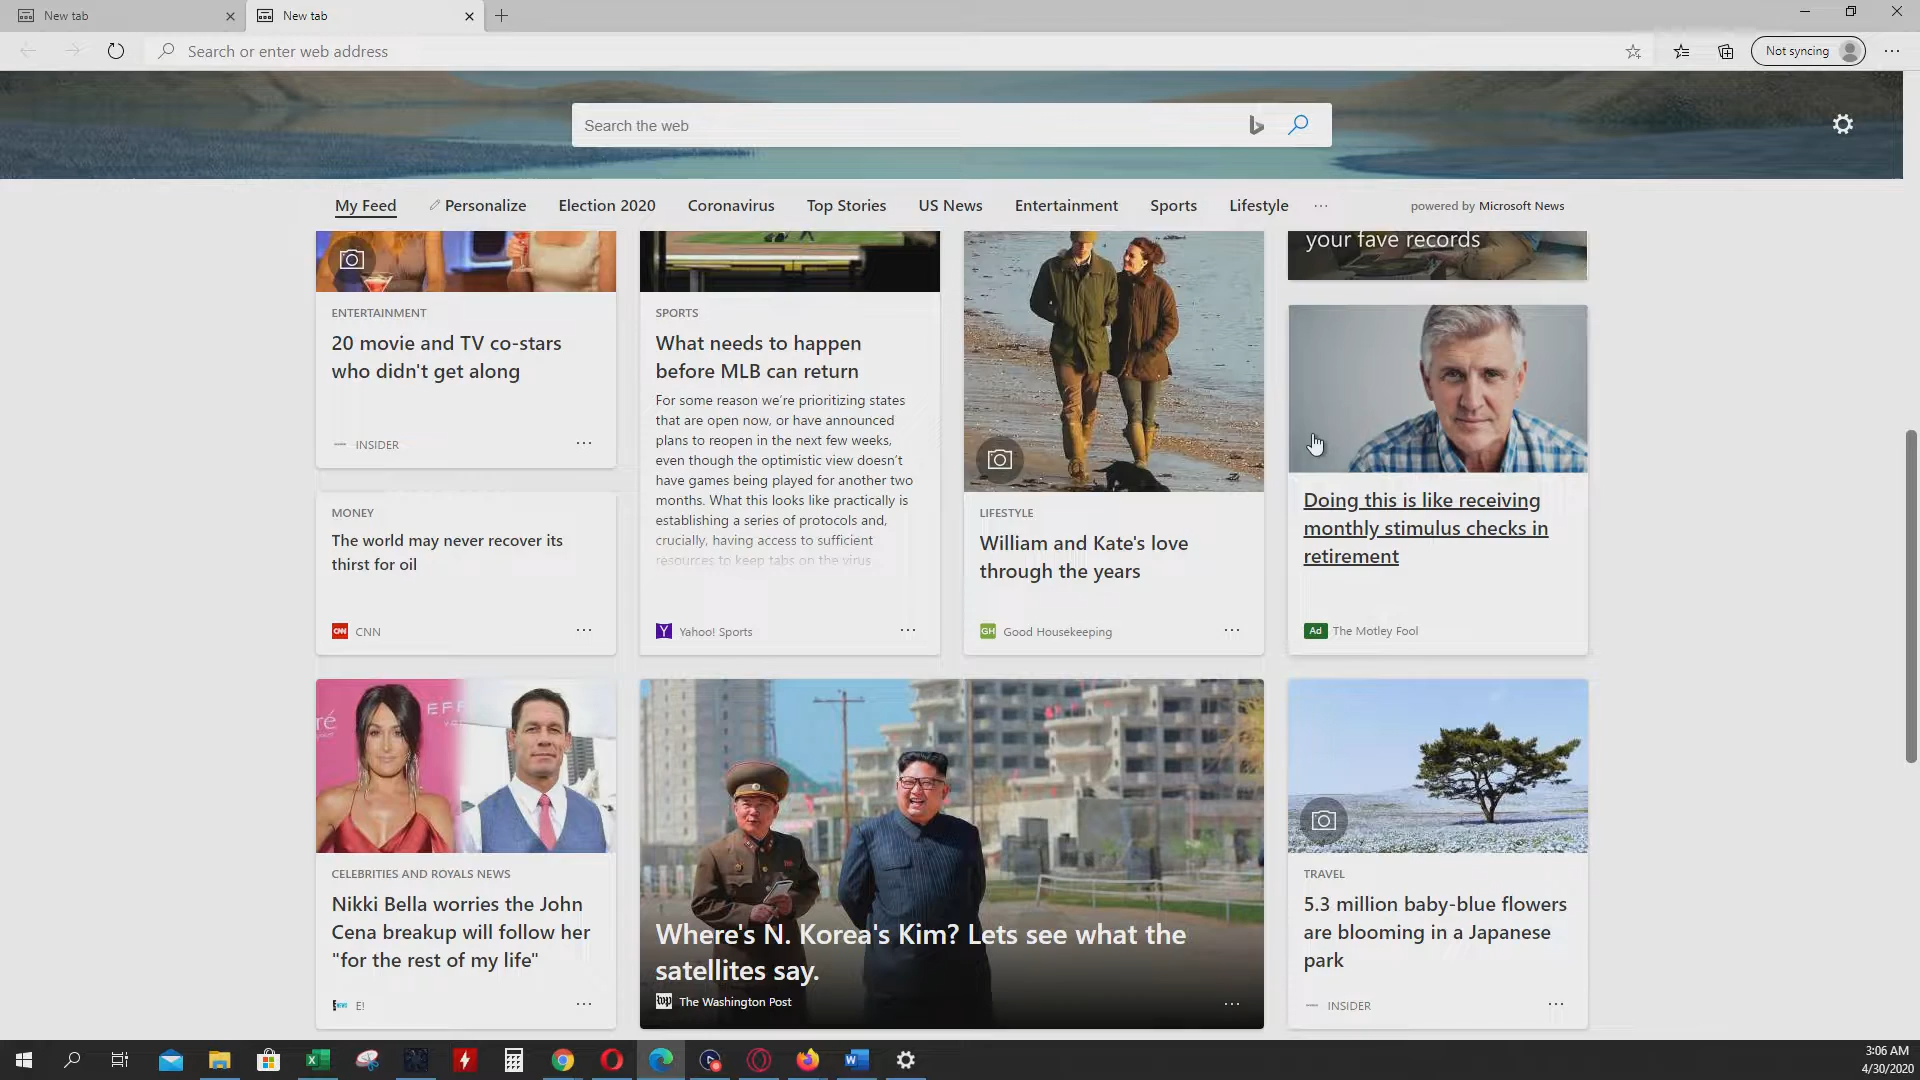 New tab
New tab
Search or enter web address
Not syncing
Search the web
My Feed
Personalize
Election 2020
Coronavirus
Top Stories
US News
Entertainment
Sports
Lifestyle
powered by Microsoft News
ENTERTAINMENT
20 movie and TV co-stars
who didn't get along
INSIDER
MONEY
The world may never recover its
thirst for oil
CNN
SPORTS
What needs to happen
before MLB can return
For some reason we're prioritizing states
that are open now, or have announced
plans to reopen in the next few weeks,
even though the optimistic view doesn't
have games being played for another two
months. What this looks like practically is
establishing a series of protocols and,
crucially, having access to sufficient
resources to keep tabs on the virus
Yahoo! Sports
LIFESTYLE
William and Kate's love
through the years
GH Good Housekeeping
your fave records
Doing this is like receiving
monthly stimulus checks in
retirement
Ad The Motley Fool
CELEBRITIES AND ROYALS NEWS
Nikki Bella worries the John
Cena breakup will follow her
"for the rest of my life"
E!
Where's N. Korea's Kim? Lets see what the
satellites say.
wp The Washington Post
TRAVEL
5.3 million baby-blue flowers
are blooming in a Japanese
park
INSIDER
3:06 AM
4/30/2020